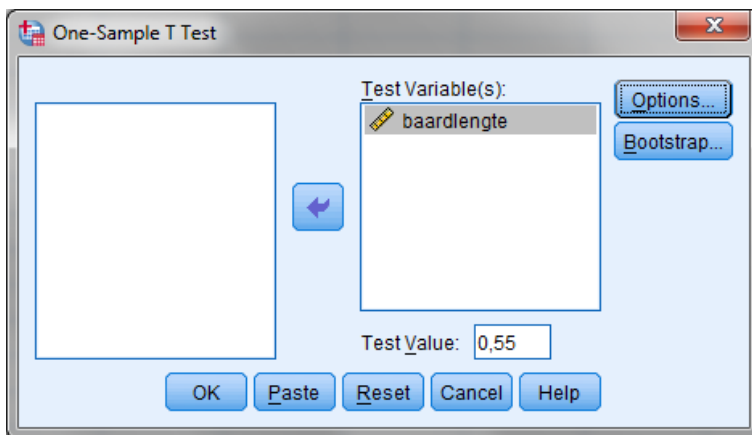 One-Sample T Test
Test Variable(s):
baardlengte
Options...
Bootstrap...
Test Value: 0,55
OK Paste Reset Cancel Help